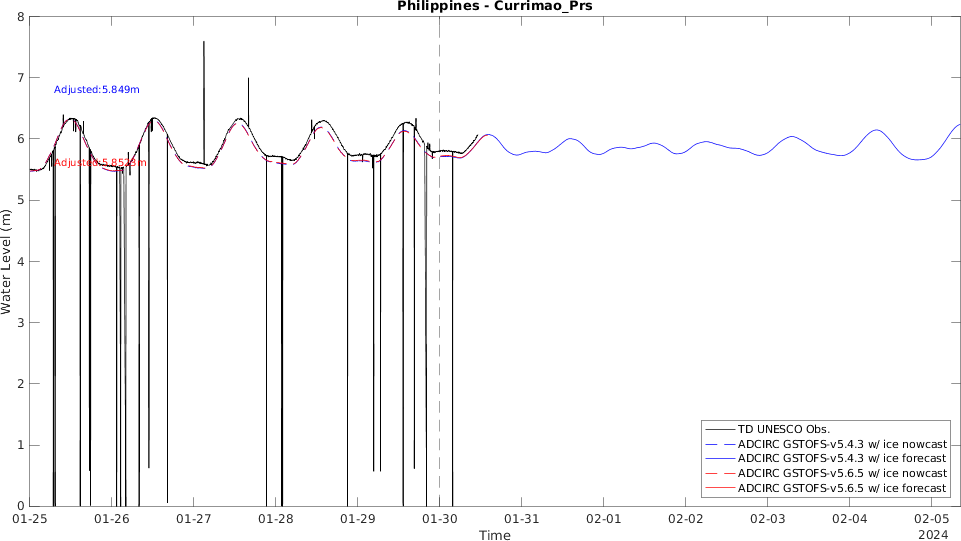 Philippines - Currimao_Prs
8
7
6
5
4
3
2
1
0
Water Level (m)
Adjusted:5.849m
TD UNESCO Obs.
ADCIRC GSTOFS-v5.4.3 w/ ice nowcast
ADCIRC GSTOFS-v5.4.3 w/ ice forecast
ADCIRC GSTOFS-v5.6.5 w/ ice nowcast
ADCIRC GSTOFS-v5.6.5 w/ ice forecast
01-25 01-26 01-27 01-28 01-29 01-30 01-31 02-01 02-02 02-03 02-04 02-05
Time
2024